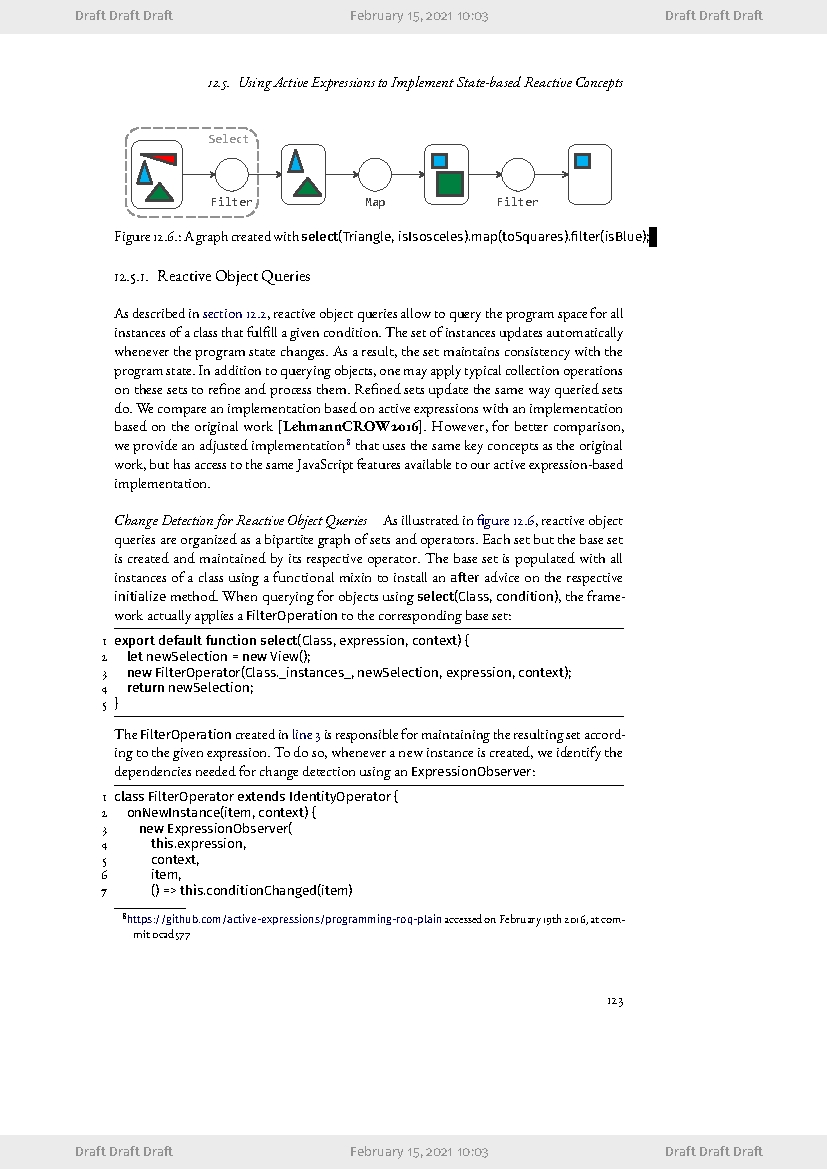 Draft Draft Draft February 15, 2021 10:03 Draft Draft Draft
12.5. Using Active Expressions to Implement State-based Reactive Concepts
Select
Filter Map Filter
Figure 12.6.: A graph created with select(Triangle, isIsosceles).map(toSquares).filter(isBlue);
12.5.1. Reactive Object Queries
As described in section 12.2, reactive object queries allow to query the program space for all
instances of a class that fulfill a given condition. The set of instances updates automatically
whenever the program state changes. As a result, the set maintains consistency with the
program state. In addition to querying objects, one may apply typical collection operations
on these sets to refine and process them. Refined sets update the same way queried sets
do. We compare an implementation based on active expressions with an implementation
based on the original work [LehmannCROW2016]. However, for better comparison,
we provide an adjusted implementation⁸ that uses the same key concepts as the original
work, but has access to the same JavaScript features available to our active expression-based
implementation.
Change Detection for Reactive Object Queries As illustrated in figure 12.6, reactive object
queries are organized as a bipartite graph of sets and operators. Each set but the base set
is created and maintained by its respective operator. The base set is populated with all
instances of a class using a functional mixin to install an after advice on the respective
initialize method. When querying for objects using select(Class, condition), the frame-
work actually applies a FilterOperation to the corresponding base set:
1 export default function select(Class, expression, context) {
2 let newSelection = new View();
3 new FilterOperator(Class._instances_, newSelection, expression, context);
4 return newSelection;
5 }
The FilterOperation created in line 3 is responsible for maintaining the resulting set accord-
ing to the given expression. To do so, whenever a new instance is created, we identify the
dependencies needed for change detection using an ExpressionObserver:
1 class FilterOperator extends IdentityOperator {
2 onNewInstance(item, context) {
3 new ExpressionObserver(
4 this.expression,
5 context,
6 item,
7 () => this.conditionChanged(item)
⁸https://github.com/active-expressions/programming-roq-plain accessed on February 19th 2016, at com-
mit 0cad577
123
Draft Draft Draft February 15, 2021 10:03 Draft Draft Draft